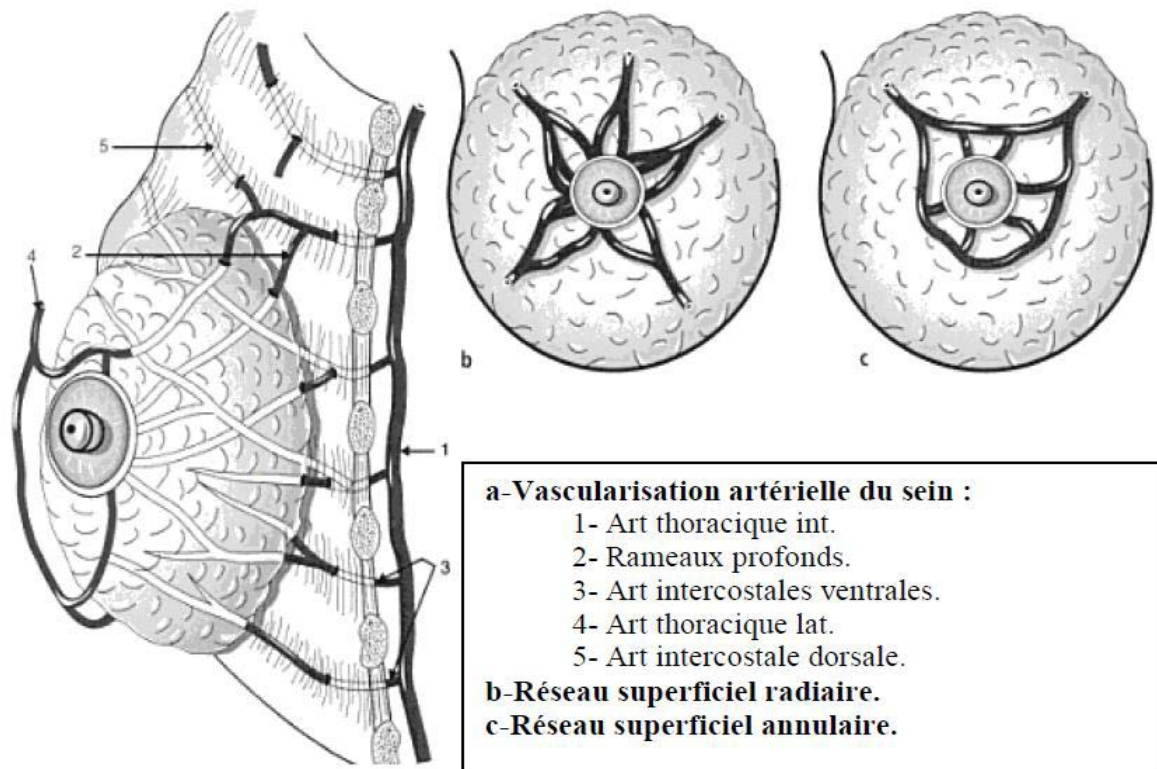 5
2
4
1
3
b
c
a-Vascularisation artérielle du sein :
1- Art thoracique int.
2- Rameaux profonds.
3- Art intercostales ventrales.
4- Art thoracique lat.
5- Art intercostale dorsale.
b-Réseau superficiel radiaire.
c-Réseau superficiel annulaire.